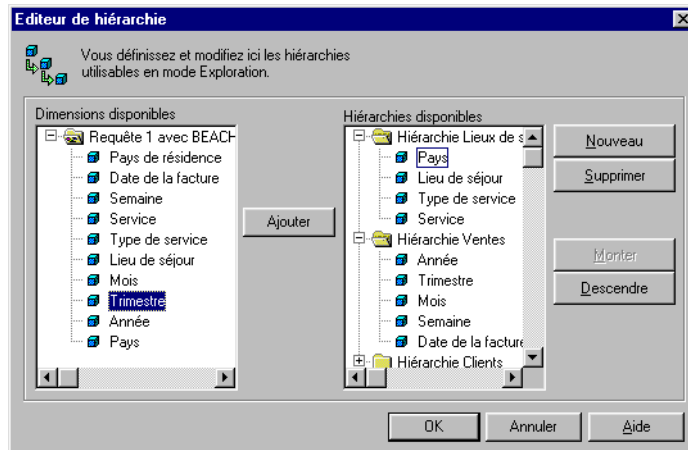 Editeur de hiérarchie
Vous définissez et modifiez ici les hiérarchies
utilisables en mode Exploration.
Dimensions disponibles
Requête 1 avec BEACH
Pays de résidence
Date de la facture
Semaine
Service
Type de service
Lieu de séjour
Mois
Trimestre
Année
Pays
Ajouter
Hiérarchies disponibles
Hiérarchie Lieux de s
Pays
Lieu de séjour
Type de service
Service
Hiérarchie Ventes
Année
Trimestre
Mois
Semaine
Date de la facture
Hiérarchie Clients
Nouveau
Supprimer
Monter
Descendre
OK
Annuler
Aide